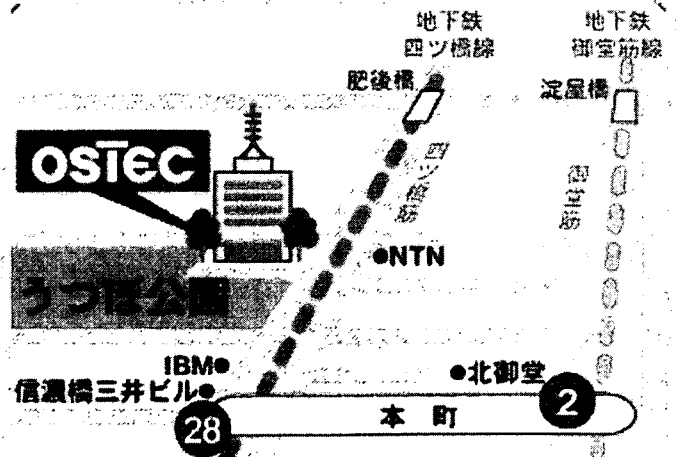 地下鉄
四ツ橋線
地下鉄
御堂筋線
肥後橋
淀屋橋
OSTEC
四ツ橋筋
御堂筋
NTN
うつぼ公園
IBM
信濃橋三井ビル
北御堂
2
本町
28